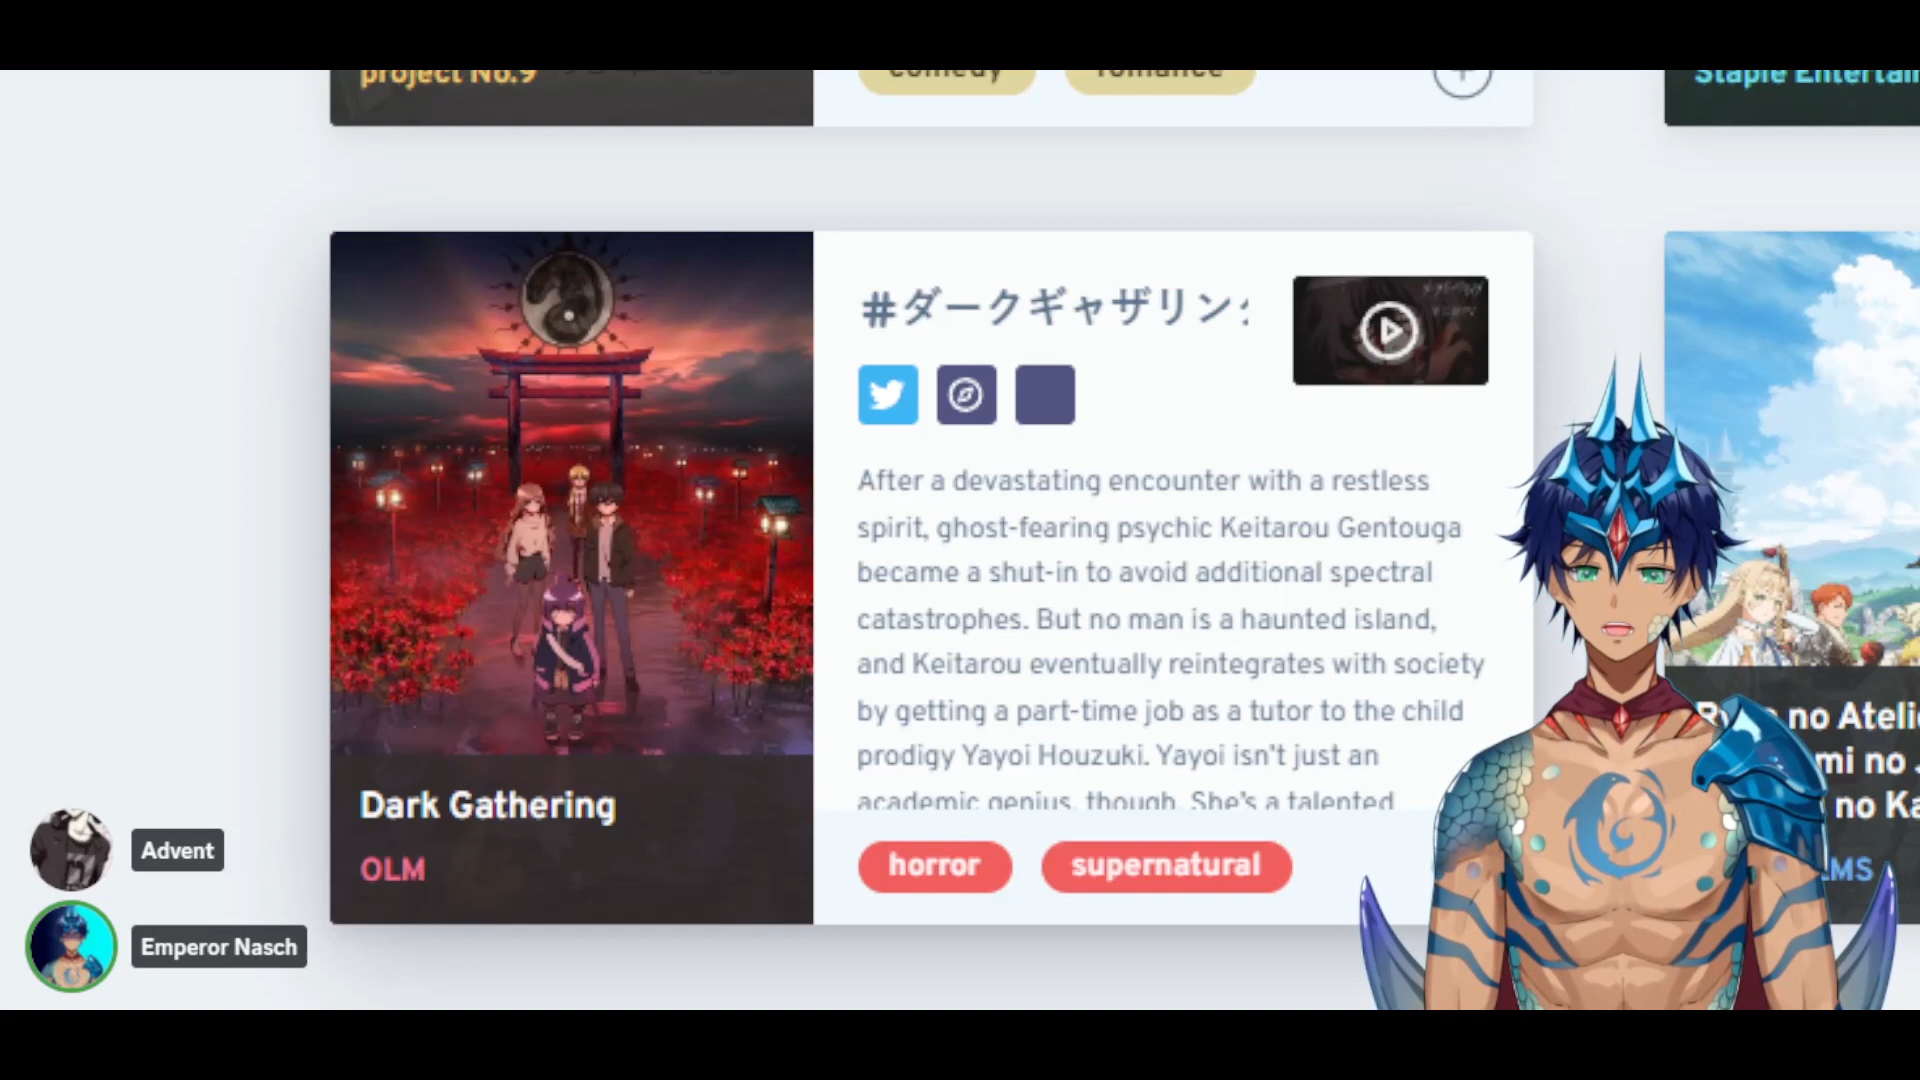 project No.9
comedy
romance
Staple Entertain
#ダークギャザリング
After a devastating encounter with a restless
spirit, ghost-fearing psychic Keitarou Gentouga
became a shut-in to avoid additional spectral
catastrophes. But no man is a haunted island,
and Keitarou eventually reintegrates with society
by getting a part-time job as a tutor to the child
prodigy Yayoi Houzuki. Yayoi isn't just an
academic genius, though. She's a talented
horror
supernatural
Dark Gathering
OLM
no Ateli
mi no
no Ka
Advent
Emperor Nasch